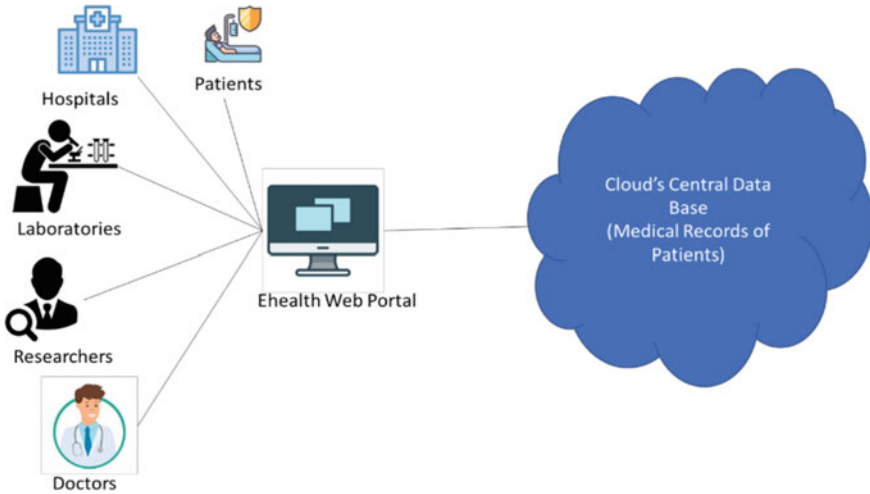 Hospitals
Patients
Laboratories
Researchers
Doctors
Ehealth Web Portal
Cloud's Central Data
Base
(Medical Records of
Patients)